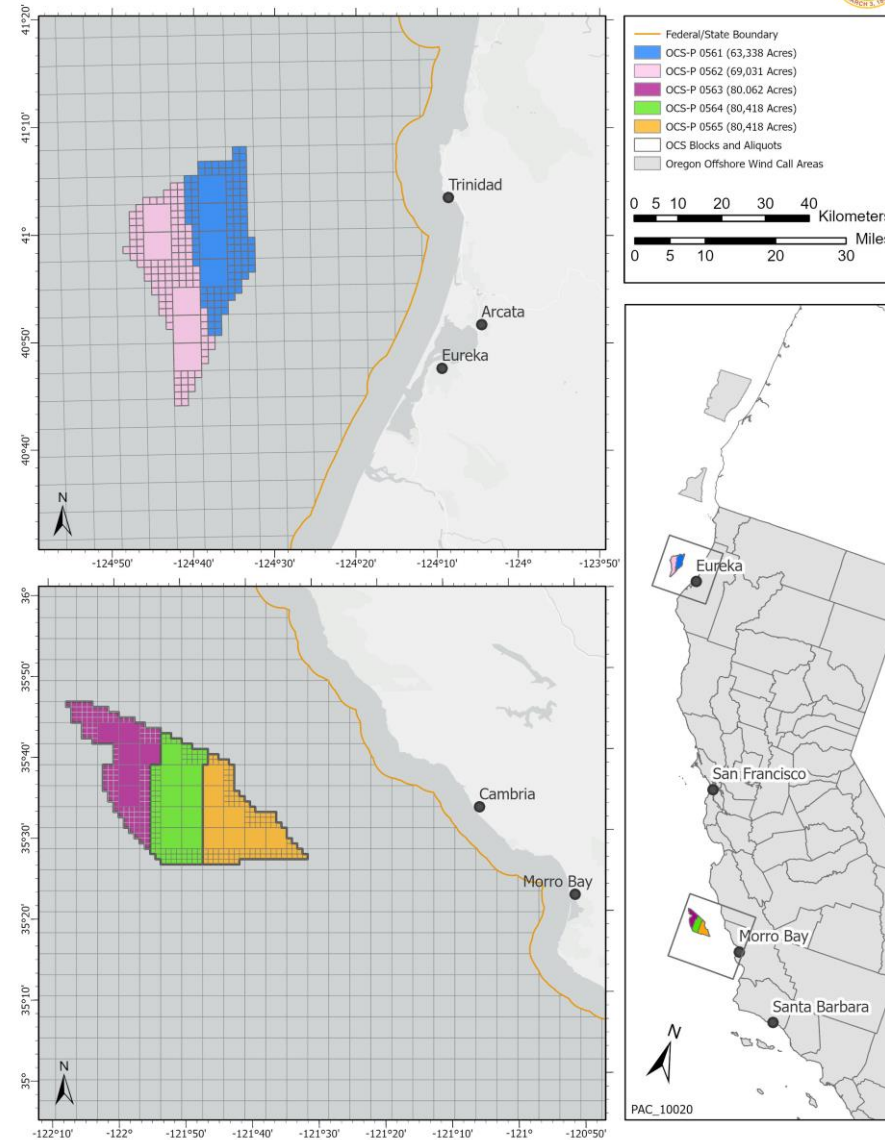 MARCH 3, 18
41°20'
41°10'
41°
40°50'
40°40'
Trinidad
Arcata
Eureka
N
-124°50'
-124°40'
-124°30'
-124°20'
-124°10'
-124°
-123°50'
Federal/State Boundary
OCS-P 0561 (63,338 Acres)
OCS-P 0562 (69,031 Acres)
OCS-P 0563 (80.062 Acres)
OCS-P 0564 (80,418 Acres)
OCS-P 0565 (80,418 Acres)
OCS Blocks and Aliquots
Oregon Offshore Wind Call Areas
0 5 10 20 30 40 Kilometers
0 5 10 20 30 Miles
36°
35°50'
35°40'
35°30'
35°20'
35°10'
35°
Cambria
Morro Bay
N
-122°10'
-122°
-121°50'
-121°40'
-121°30'
-121°20'
-121°10'
-121°
-120°50'
Eureka
San Francisco
Morro Bay
Santa Barbara
N
PAC_10020